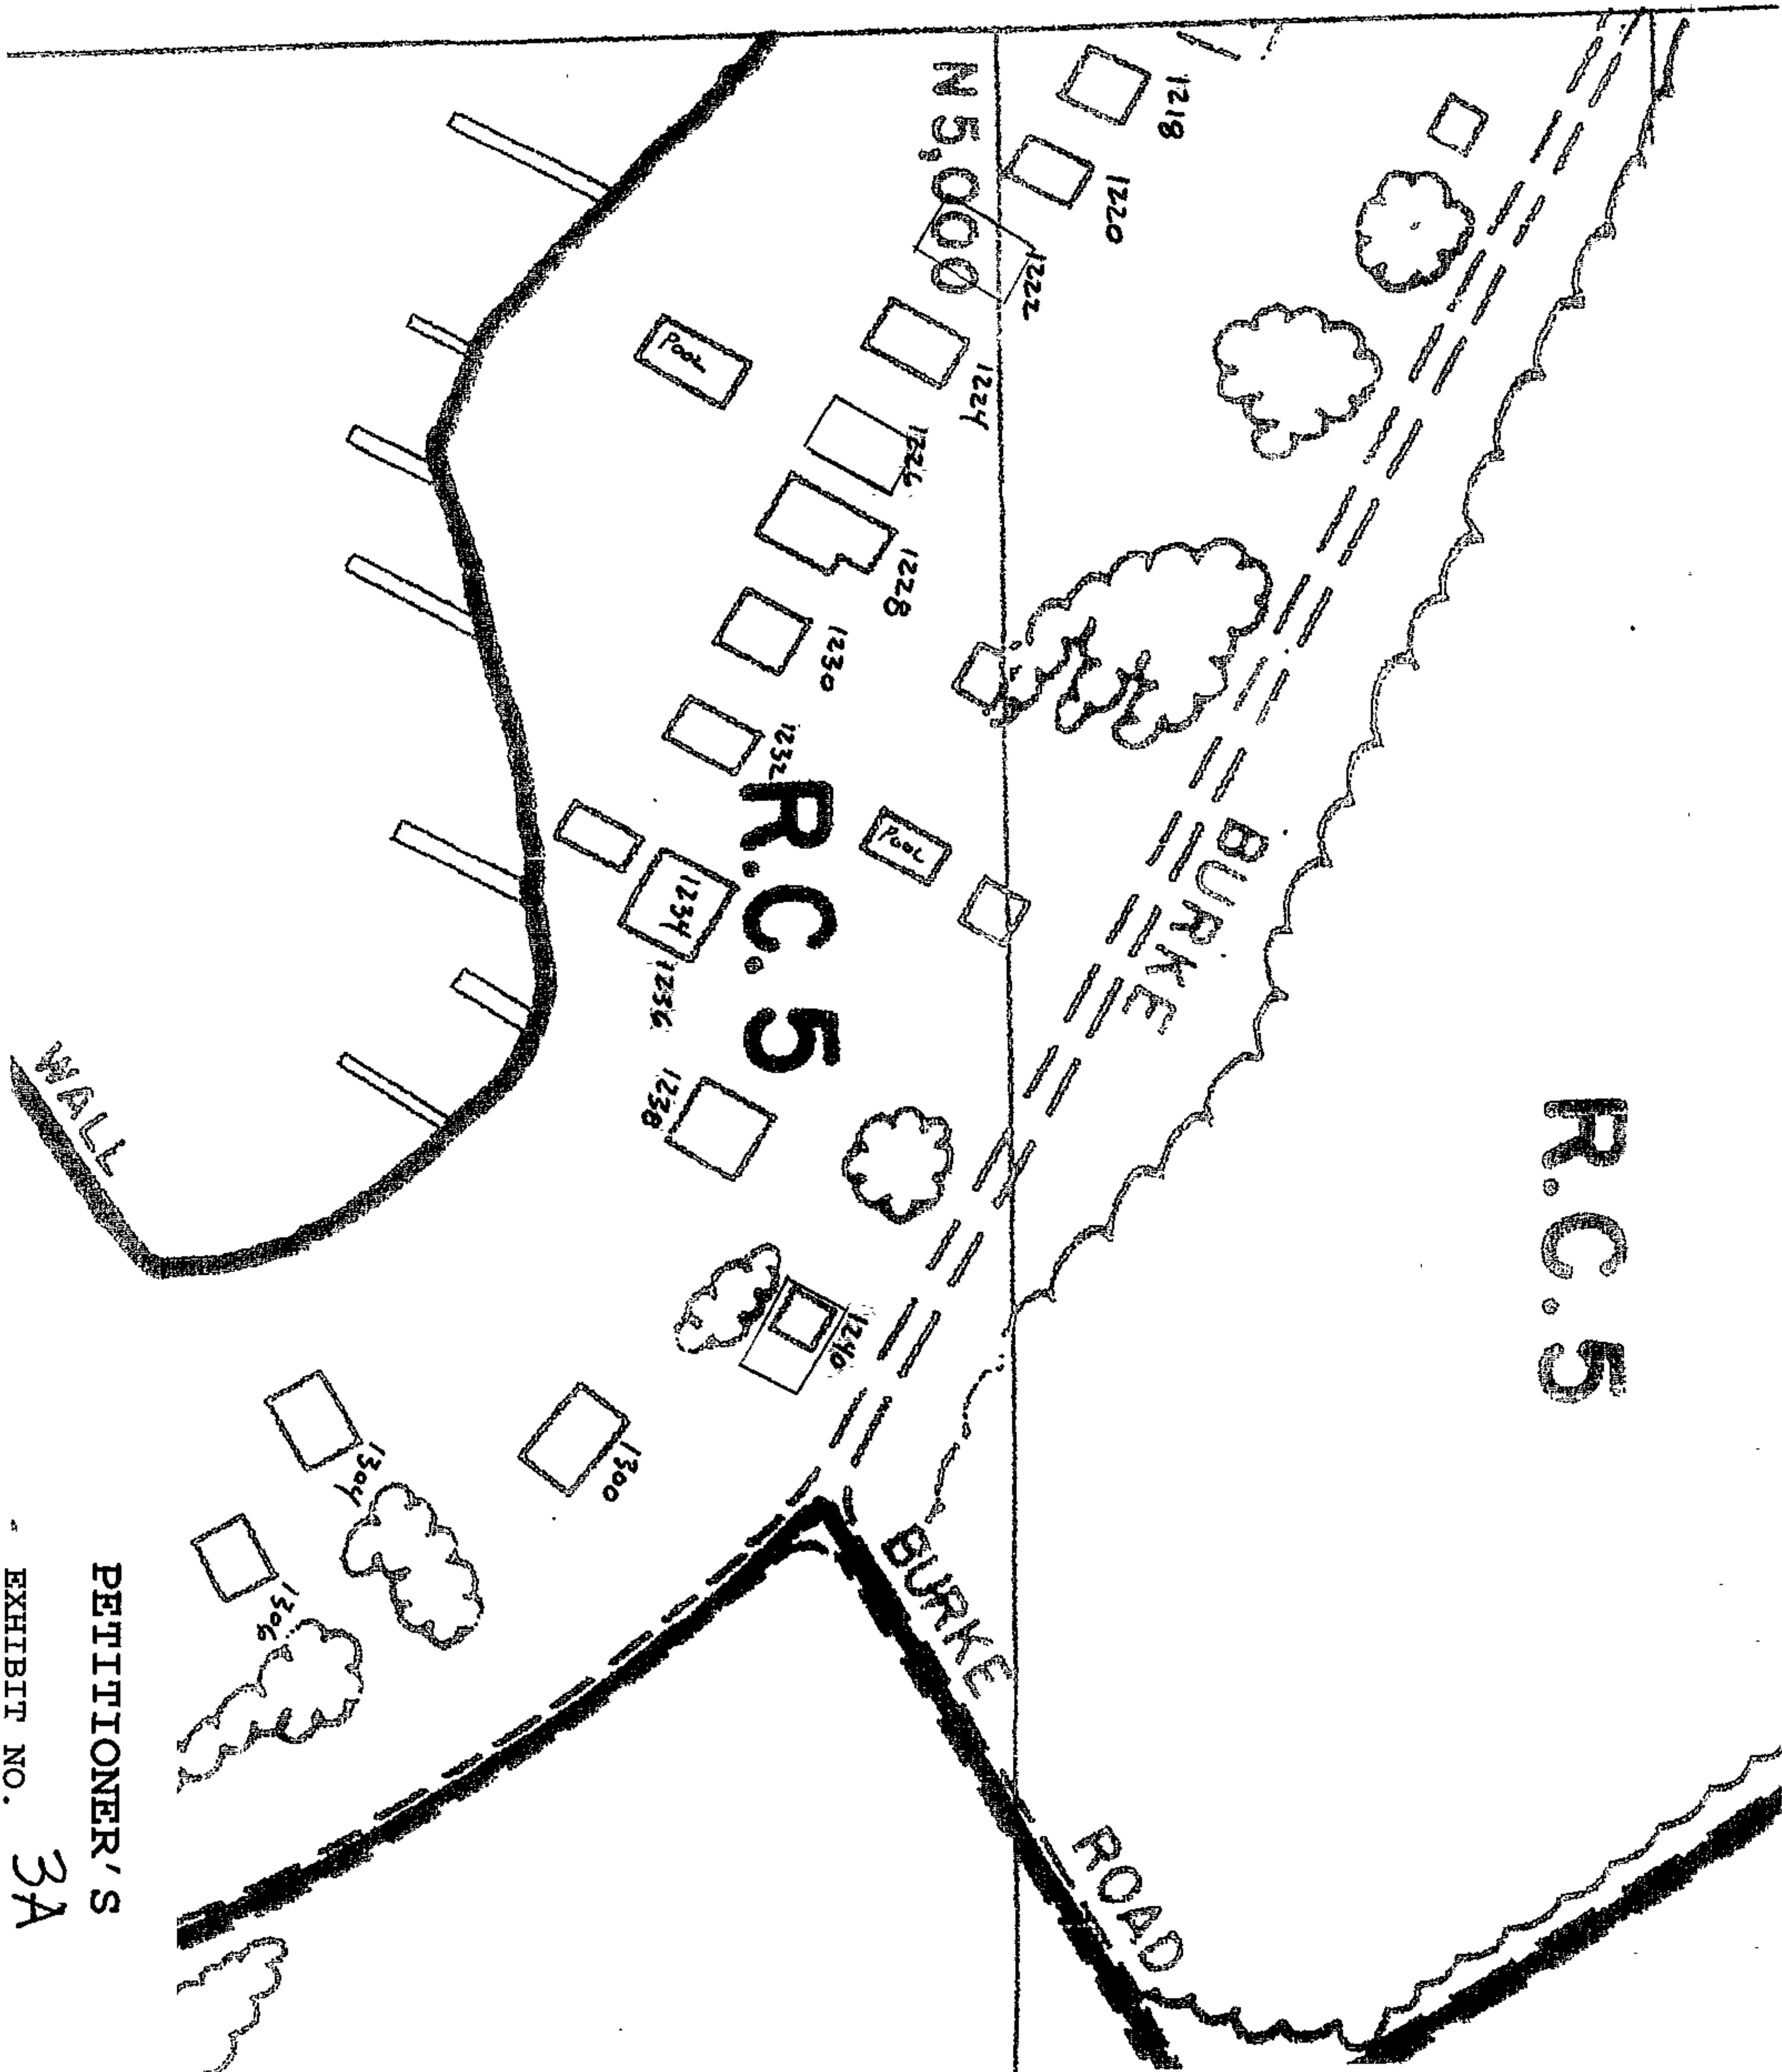 R.C. 5
BURKE
BURKE
ROAD
1218
1220
N 5,000
1222
1224
1226
1228
1230
1232
R.C. 5
POOL
POOL
1234
1236
1238
1240
1300
1304
1306
WALL
PETITIONER'S
EXHIBIT NO. 3A